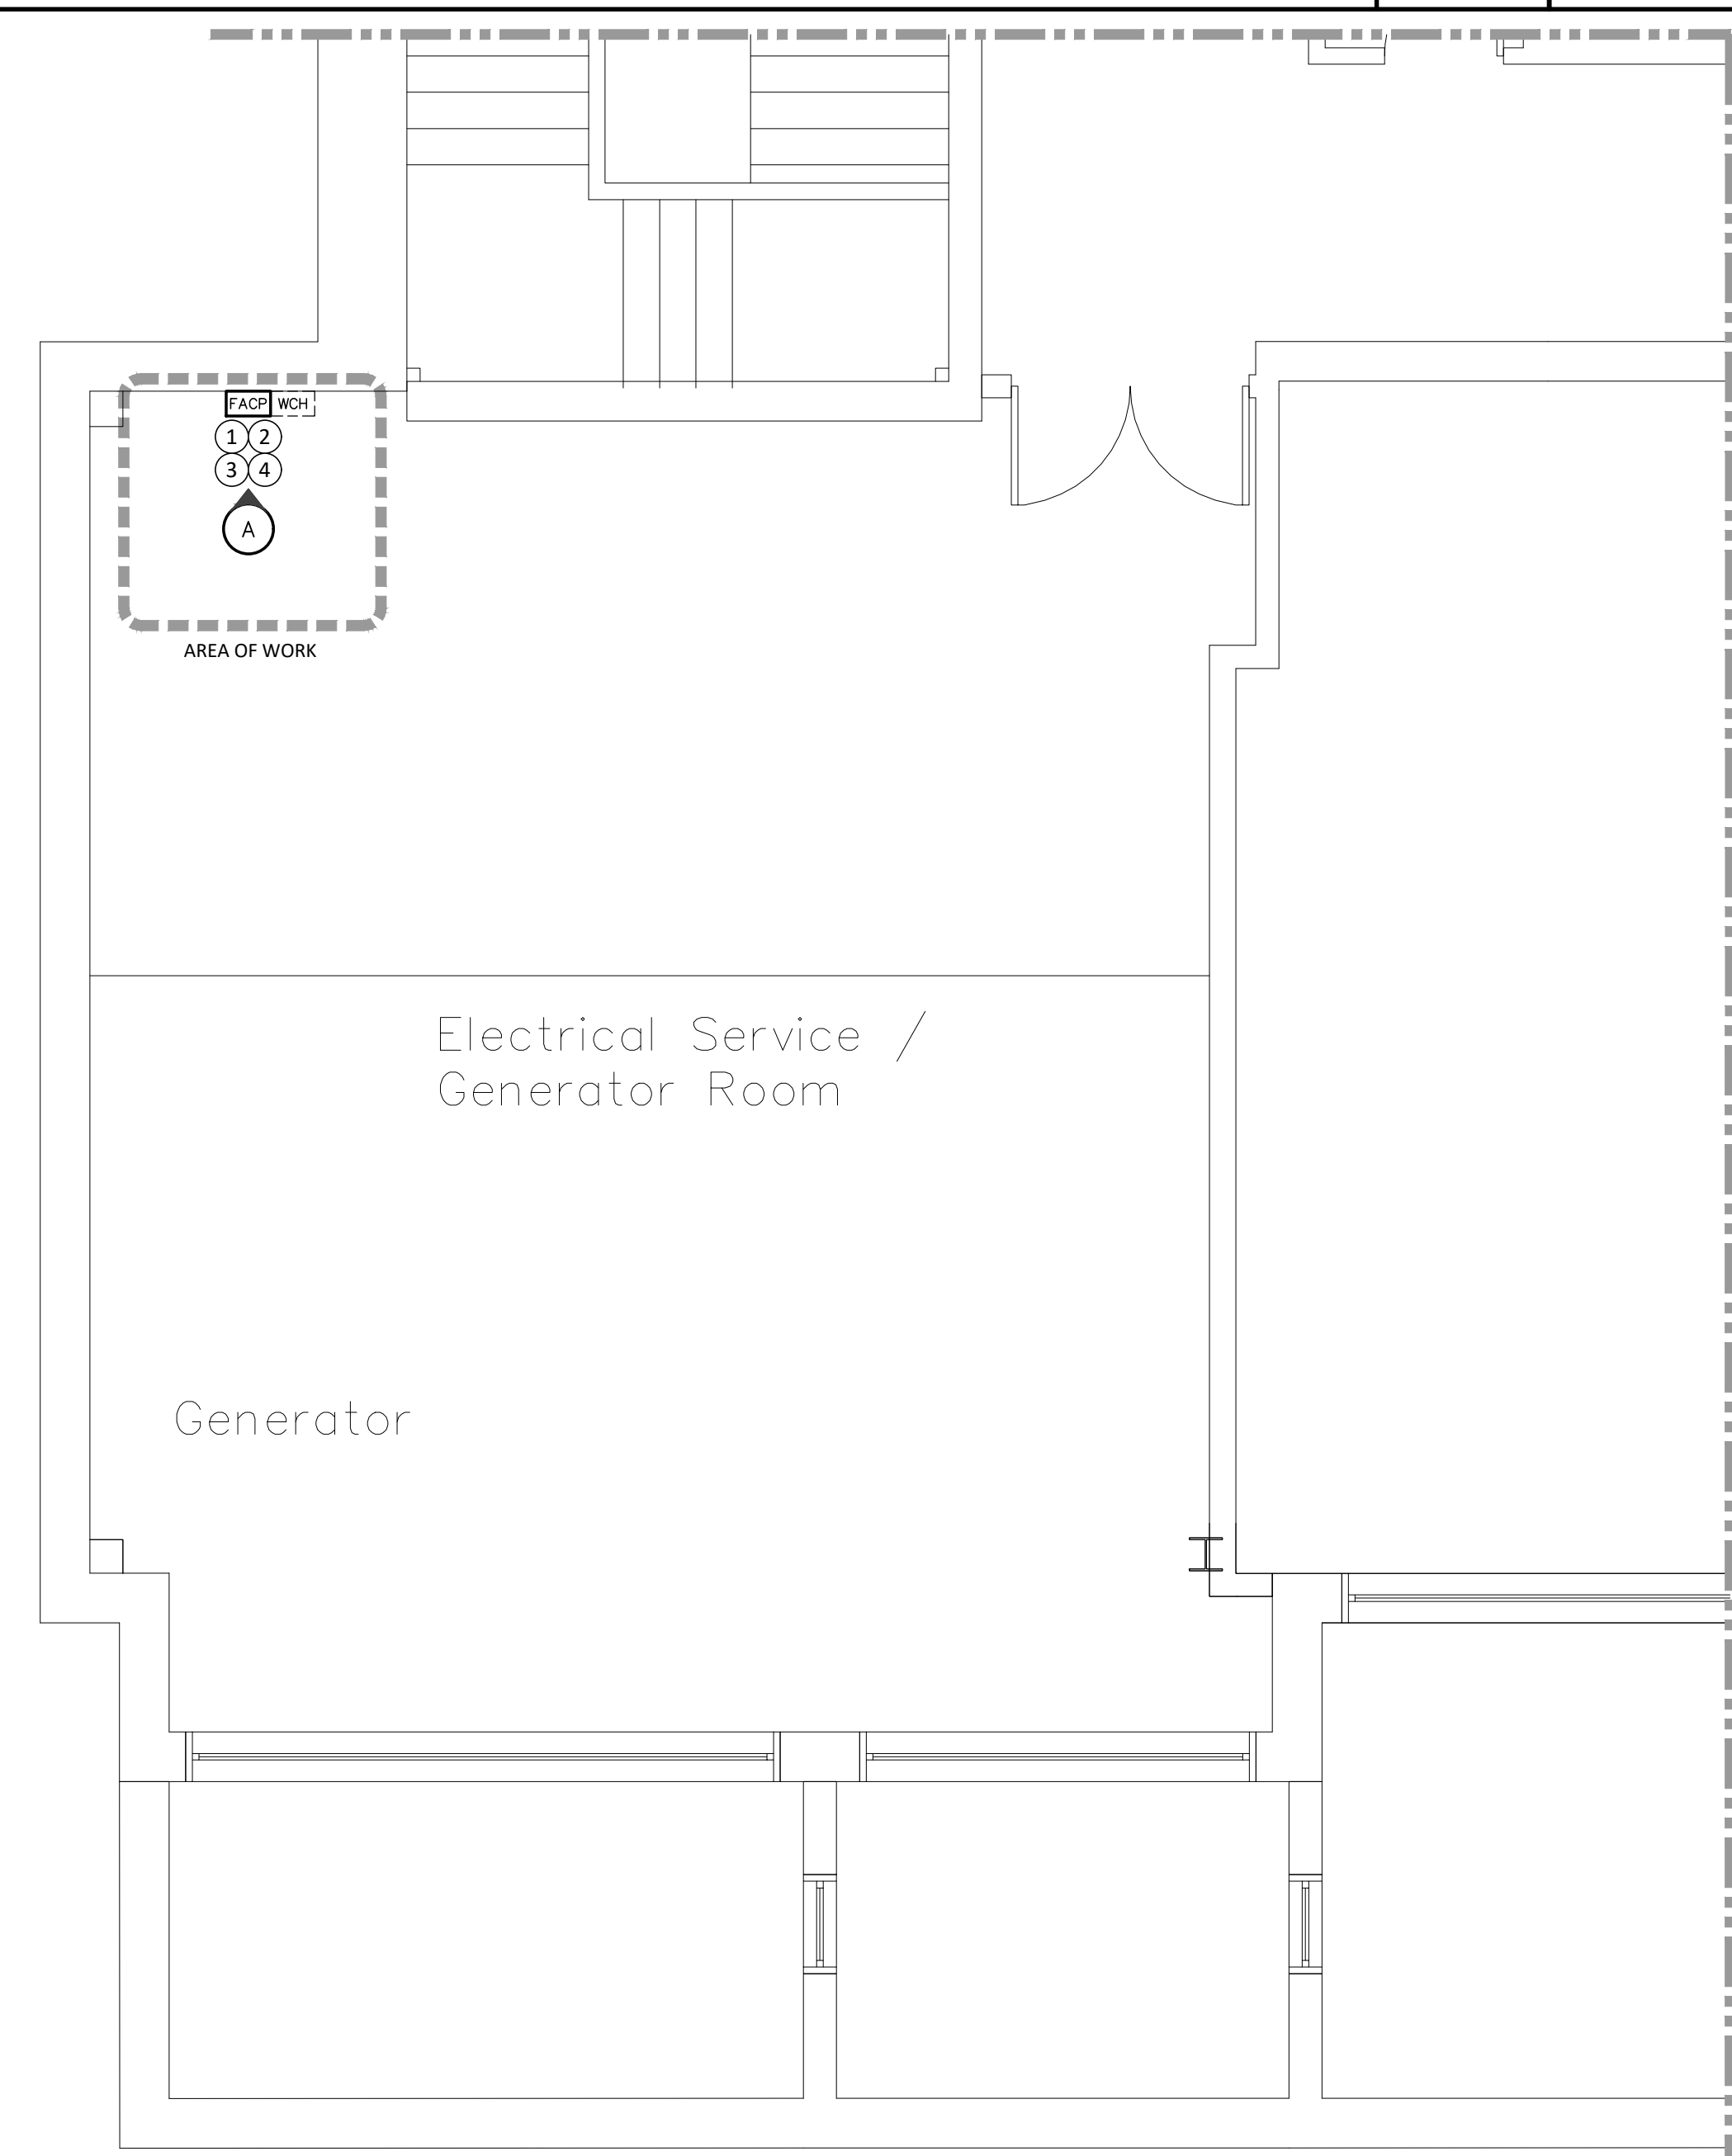 FACP WCH
1 2
3 4
A
AREA OF WORK
Electrical Service /
Generator Room
Generator